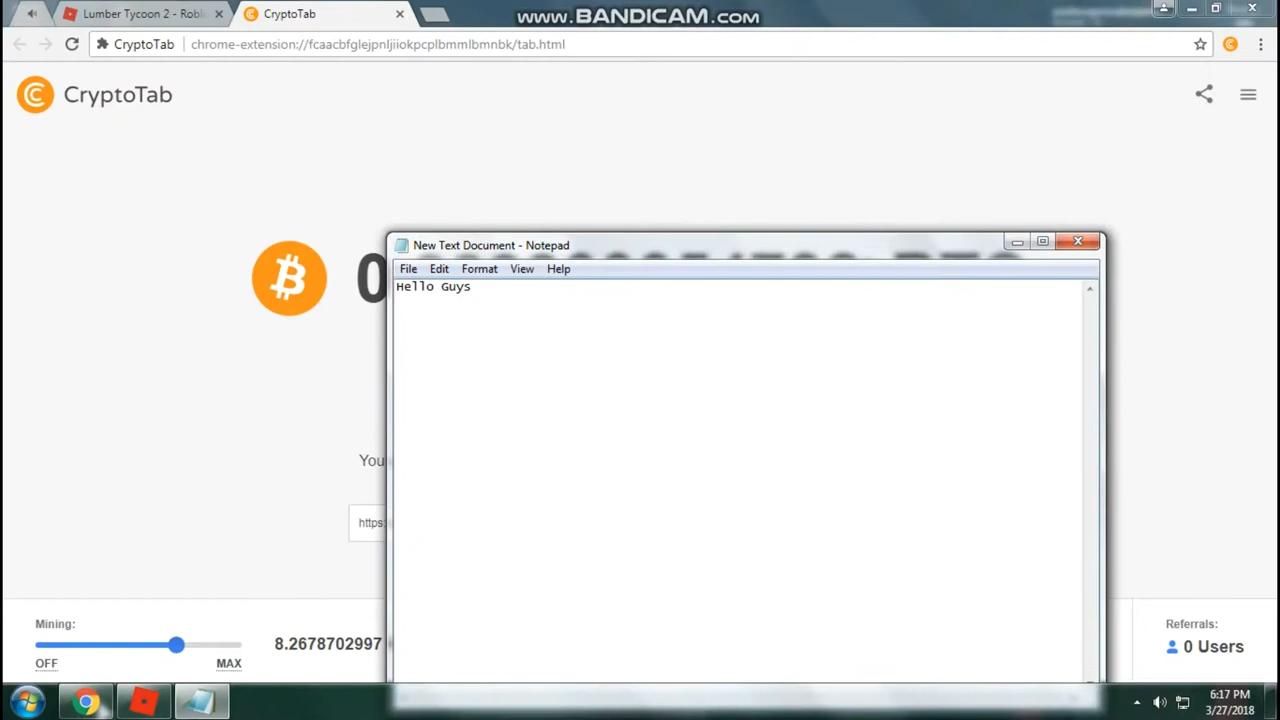 Lumber Tycoon 2 - Robl
CryptoTab
www.BANDICAM.com
CryptoTab
chrome-extension://fcaacbfglejpnljiiokpcplbmmlbmnbk/tab.html
CryptoTab
New Text Document - Notepad
File Edit Format View Help
Hello Guys
0
You
https:
Mining:
8.2678702997
OFF
MAX
Referrals:
0 Users
6:17 PM
3/27/2018